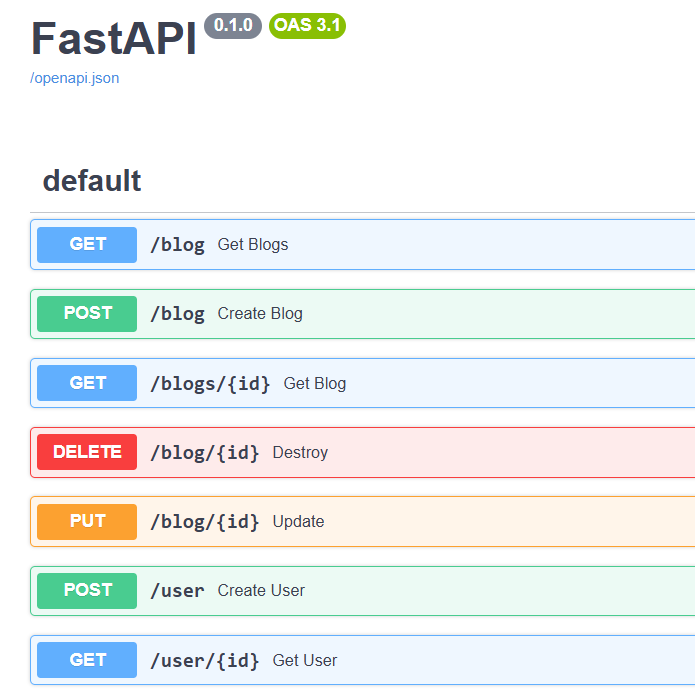 FastAPI 0.1.0 OAS 3.1
/openapi.json
default
GET /blog Get Blogs
POST /blog Create Blog
GET /blogs/{id} Get Blog
DELETE /blog/{id} Destroy
PUT /blog/{id} Update
POST /user Create User
GET /user/{id} Get User